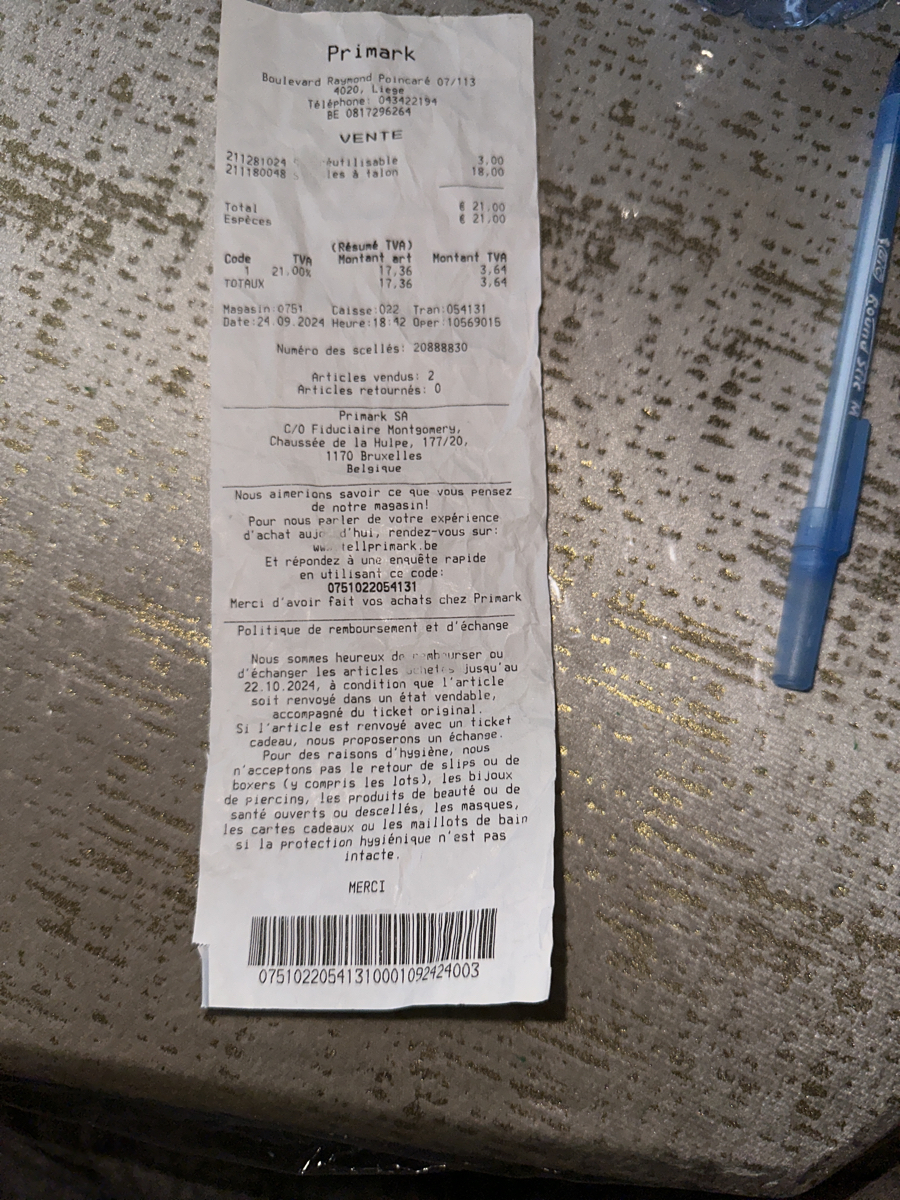 Primark
Boulevard Raymond Poincaré 07/113
4020, Liege
Téléphone: 043422194
BE 0817296264
VENTE
211281024 éutilisable 3,00
211180048 les à talon 18,00
Total € 21,00
Espèces € 21,00
(Résumé TVA)
Code TVA Montant art Montant TVA
1 21.00% 17,36 3,64
TOTAUX 17,36 3,64
Magasin:0751 Caisse:022 Tran:054131
Date:24.09.2024 Heure:18:42 Oper:10569015
Numéro des scellés: 20888830
Articles vendus: 2
Articles retournés: 0
Primark SA
C/O Fiduciaire Montgomery,
Chaussée de la Hulpe, 177/20,
1170 Bruxelles
Belgique
Nous aimerions savoir ce que vous pensez
de notre magasin!
Pour nous parler de votre expérience
d'achat aujo d'hui, rendez-vous sur:
ww. tellprimark.be
Et répondez à une enquête rapide
en utilisant ce code:
0751022054131
Merci d'avoir fait vos achats chez Primark
Politique de remboursement et d'échange
Nous sommes heureux de rembourser ou
d'échanger les articles achetés jusqu'au
22.10.2024, à condition que l'article
soit renvoyé dans un état vendable,
accompagné du ticket original.
Si l'article est renvoyé avec un ticket
cadeau, nous proposerons un échange.
Pour des raisons d'hygiène, nous
n'acceptons pas le retour de slips ou de
boxers (y compris les lots), les bijoux
de piercing, les produits de beauté ou de
santé ouverts ou descellés, les masques,
les cartes cadeaux ou les maillots de bain
si la protection hygiénique n'est pas
intacte.
MERCI
07510220541310001092424003
Round Stic M